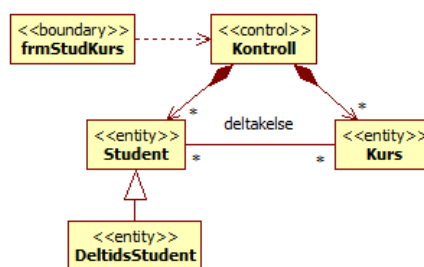 <<boundary>>
frmStudKurs
<<control>>
Kontroll
*
*
<<entity>>
Student
deltakelse
*
*
<<entity>>
Kurs
<<entity>>
DeltidsStudent